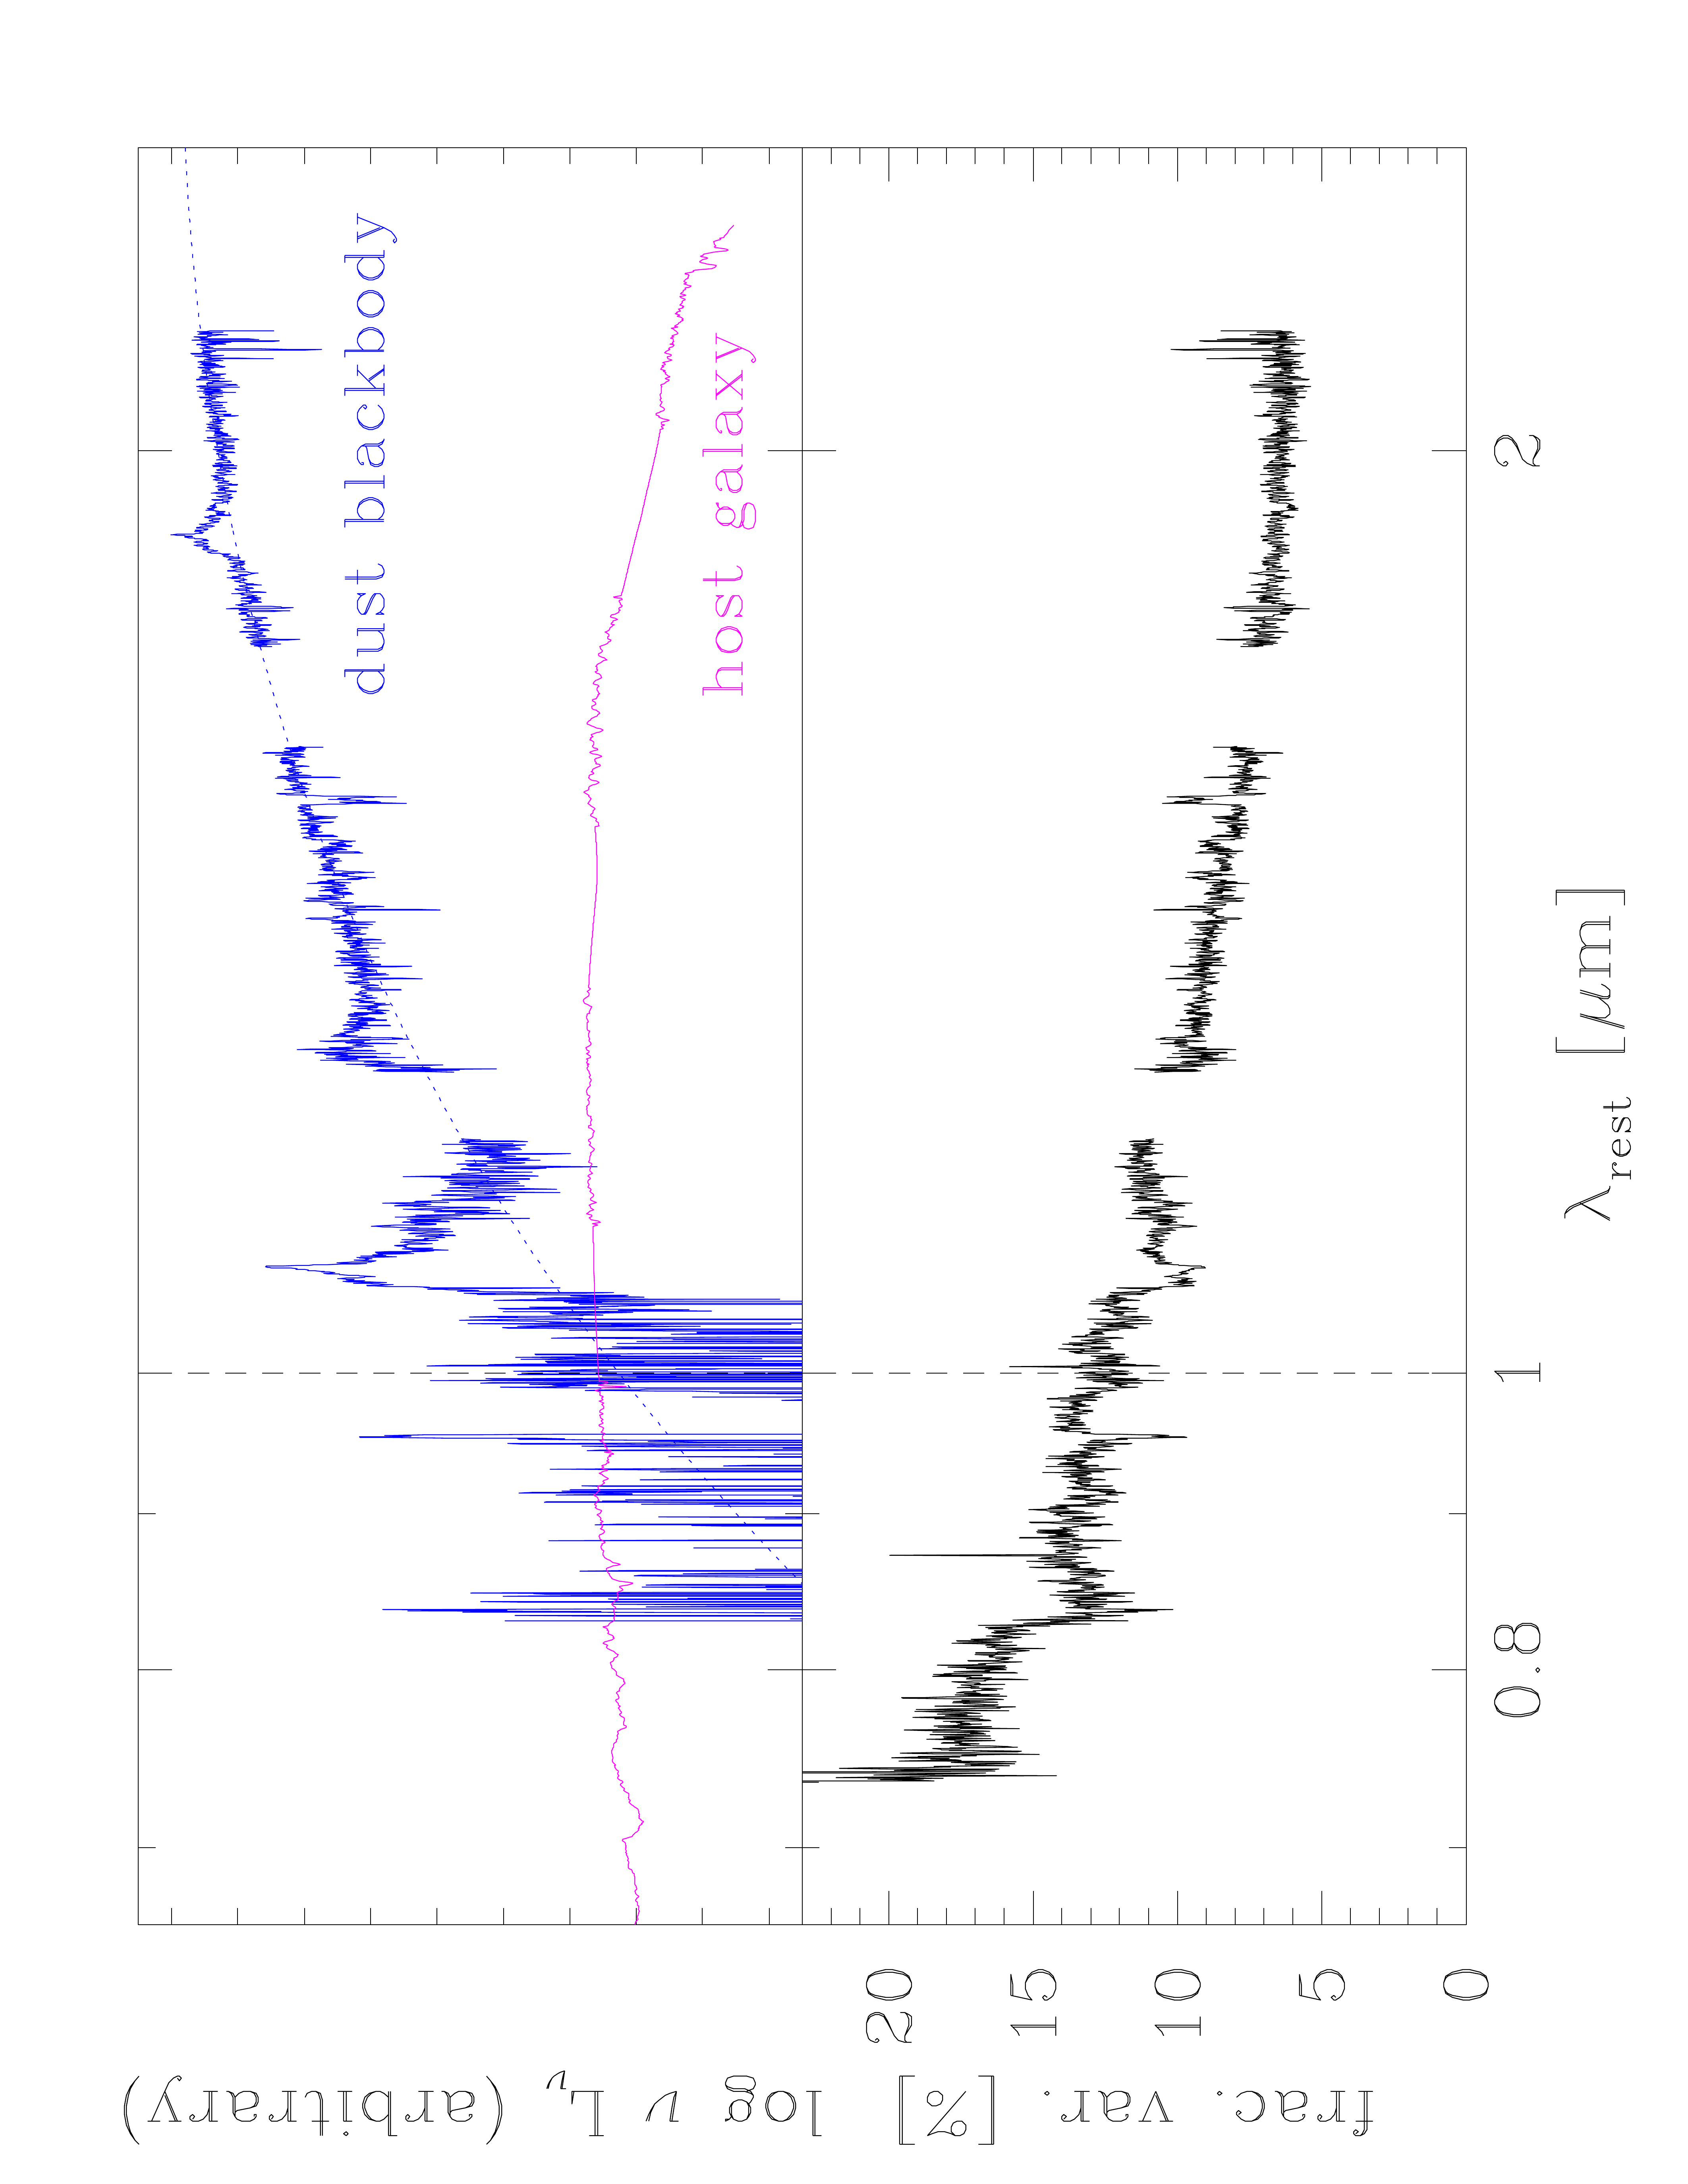 log ν Lν (arbitrary)
dust blackbody
host galaxy
frac. var. [%]
20
15
10
5
0
0.8
1
2
λrest [μm]